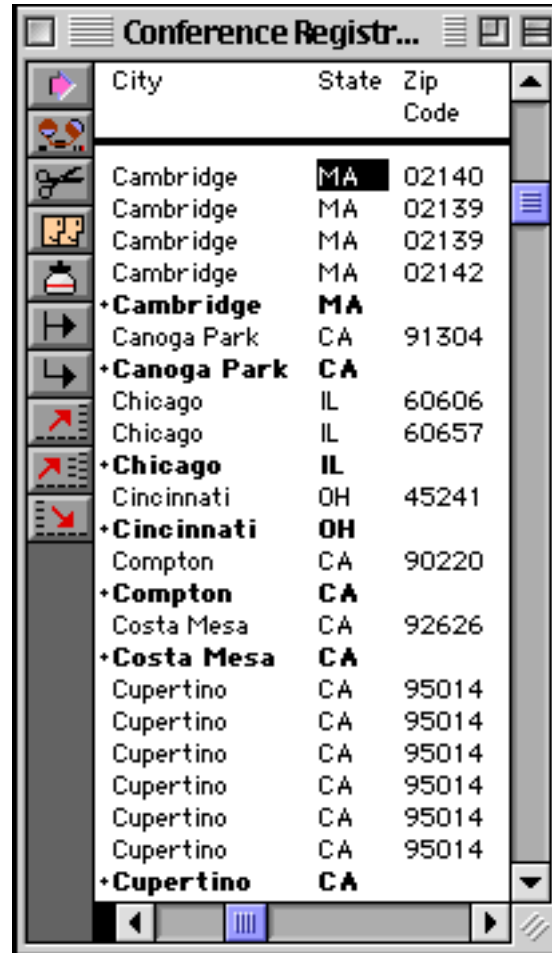 Conference Registr...
City State Zip
Code
Cambridge MA 02140
Cambridge MA 02139
Cambridge MA 02139
Cambridge MA 02142
•Cambridge MA
Canoga Park CA 91304
•Canoga Park CA
Chicago IL 60606
Chicago IL 60657
•Chicago IL
Cincinnati OH 45241
•Cincinnati OH
Compton CA 90220
•Compton CA
Costa Mesa CA 92626
•Costa Mesa CA
Cupertino CA 95014
Cupertino CA 95014
Cupertino CA 95014
Cupertino CA 95014
Cupertino CA 95014
Cupertino CA 95014
•Cupertino CA